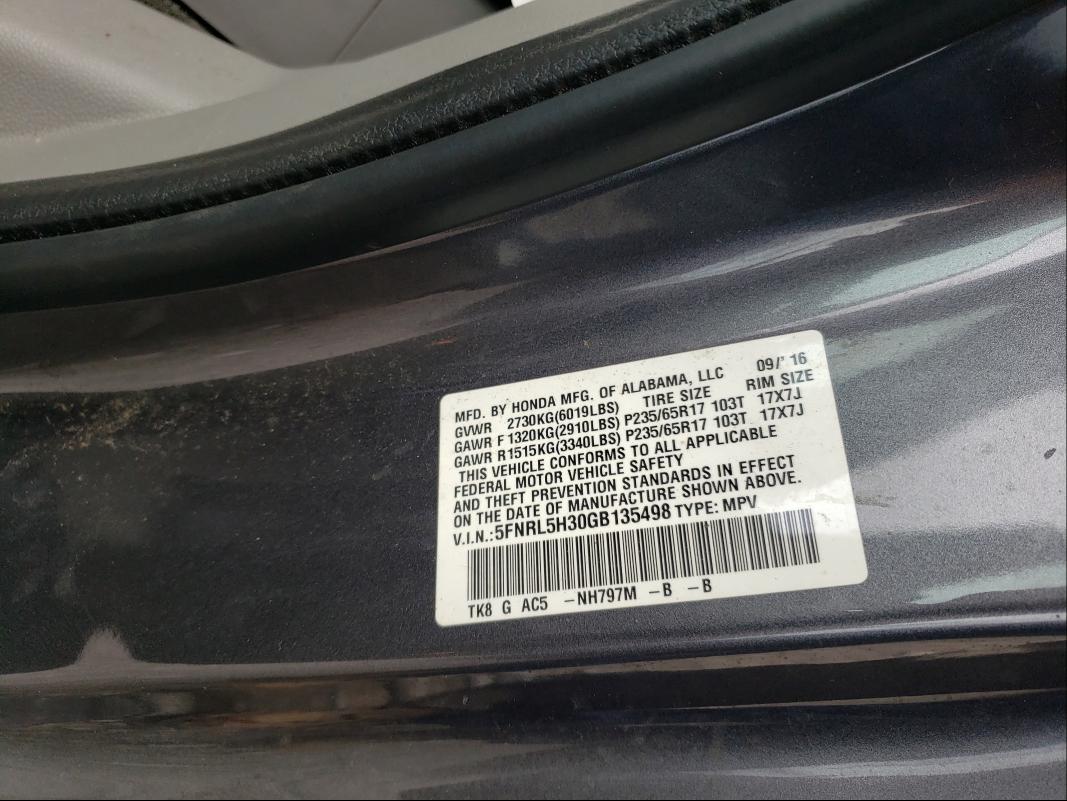 MFD. BY HONDA MFG. OF ALABAMA, LLC 09/16
GVWR 2730KG(6019LBS) TIRE SIZE RIM SIZE
GAWR F1320KG(2910LBS) P235/65R17 103T 17X7J
GAWR R1515KG(3340LBS) P235/65R17 103T 17X7J
THIS VEHICLE CONFORMS TO ALL APPLICABLE
FEDERAL MOTOR VEHICLE SAFETY
AND THEFT PREVENTION STANDARDS IN EFFECT
ON THE DATE OF MANUFACTURE SHOWN ABOVE.
V.I.N.:5FNRL5H30GB135498 TYPE: MPV
TK8 G AC5 -NH797M -B -B